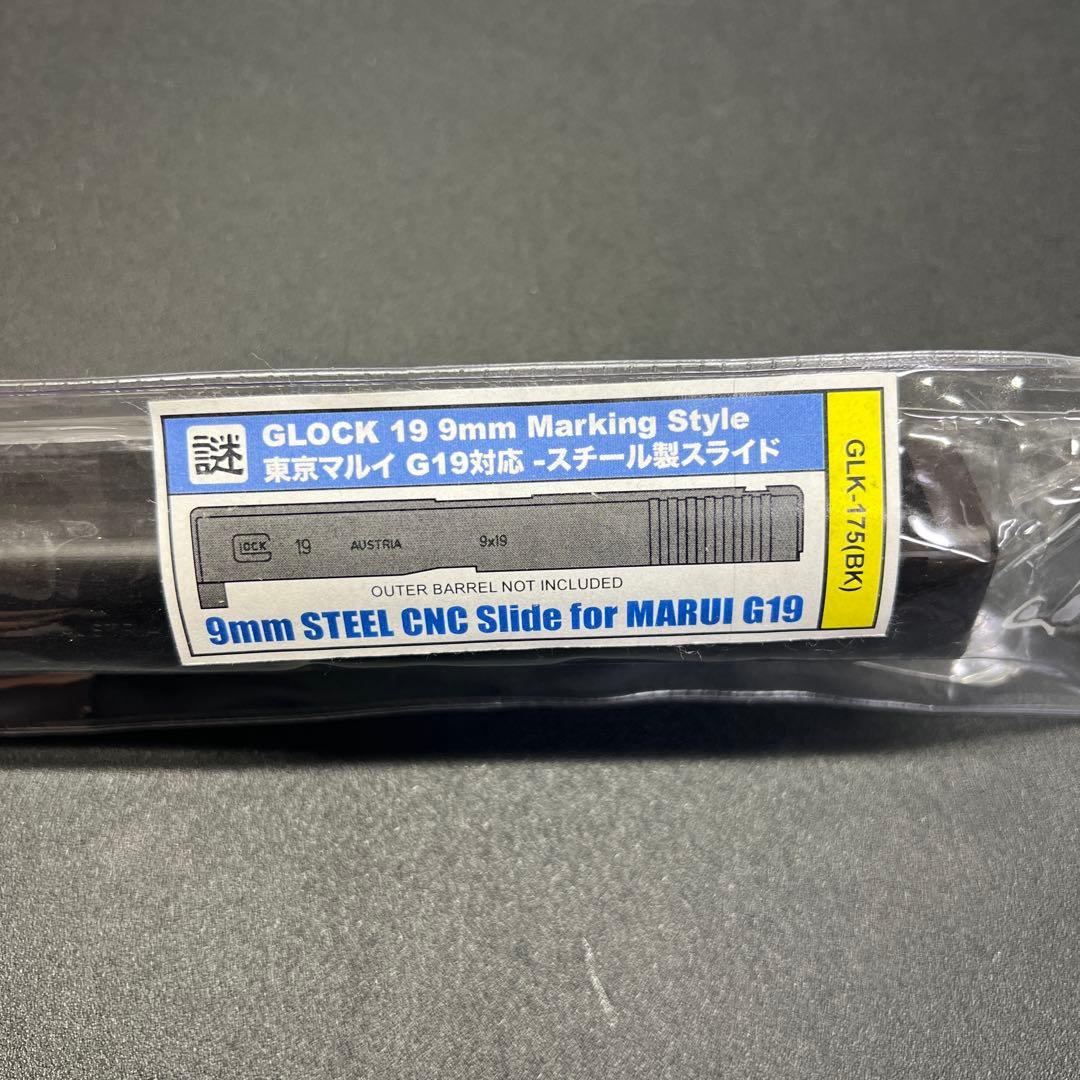 謎
GLOCK 19 9mm Marking Style
東京マルイ G19対応 -スチール製スライド
GLOCK 19 AUSTRIA 9x19
OUTER BARREL NOT INCLUDED
9mm STEEL CNC Slide for MARUI G19
GLK-175(BK)